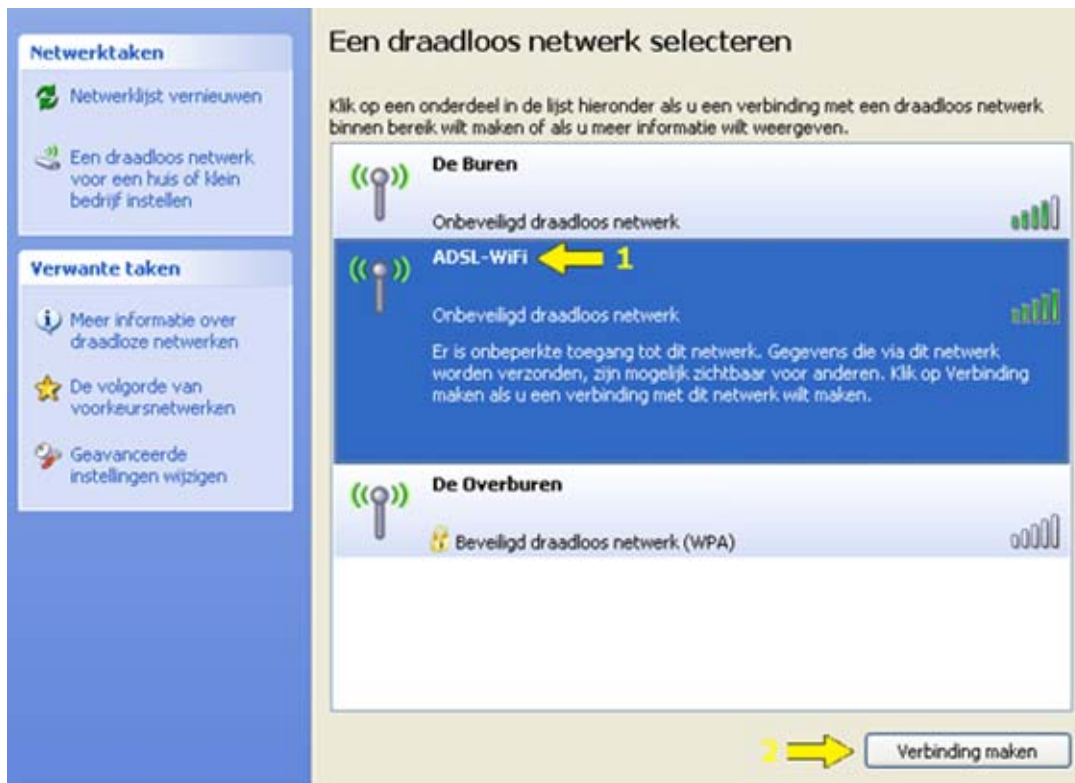 Netwerktaken
Netwerklijst vernieuwen
Een draadloos netwerk
voor een huis of klein
bedrijf instellen
Verwante taken
Meer informatie over
draadloze netwerken
De volgorde van
voorkeursnetwerken
Geavanceerde
instellingen wijzigen
Een draadloos netwerk selecteren
Klik op een onderdeel in de lijst hieronder als u een verbinding met een draadloos netwerk
binnen bereik wilt maken of als u meer informatie wilt weergeven.
De Buren
Onbeveiligd draadloos netwerk
ADSL-WiFi 1
Onbeveiligd draadloos netwerk
Er is onbeperkte toegang tot dit netwerk. Gegevens die via dit netwerk
worden verzonden, zijn mogelijk zichtbaar voor anderen. Klik op Verbinding
maken als u een verbinding met dit netwerk wilt maken.
De Overburen
Beveiligd draadloos netwerk (WPA)
2 Verbinding maken